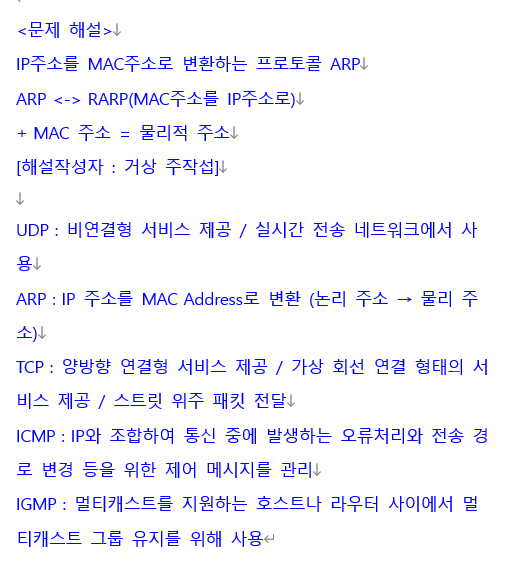 <문제 해설>↓
IP주소를 MAC주소로 변환하는 프로토콜 ARP↓
ARP <-> RARP(MAC주소를 IP주소로)↓
+ MAC 주소 = 물리적 주소↓
[해설작성자 : 거상 주작섭]↓
↓
UDP : 비연결형 서비스 제공 / 실시간 전송 네트워크에서 사
용↓
ARP : IP 주소를 MAC Address로 변환 (논리 주소 → 물리 주
소)↓
TCP : 양방향 연결형 서비스 제공 / 가상 회선 연결 형태의 서
비스 제공 / 스트릿 위주 패킷 전달↓
ICMP : IP와 조합하여 통신 중에 발생하는 오류처리와 전송 경
로 변경 등을 위한 제어 메시지를 관리↓
IGMP : 멀티캐스트를 지원하는 호스트나 라우터 사이에서 멀
티캐스트 그룹 유지를 위해 사용↵